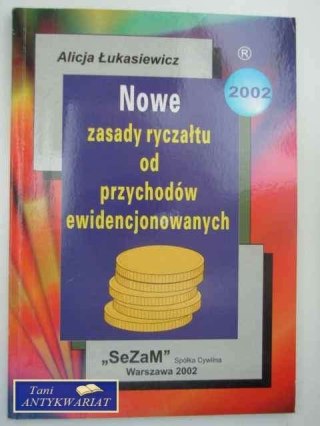 Alicja Łukasiewicz
®
2002
Nowe
zasady ryczałtu
od
przychodów
ewidencjonowanych
„SeZaM" Spółka Cywilna
Warszawa 2002
Tani
ANTYKWARIAT